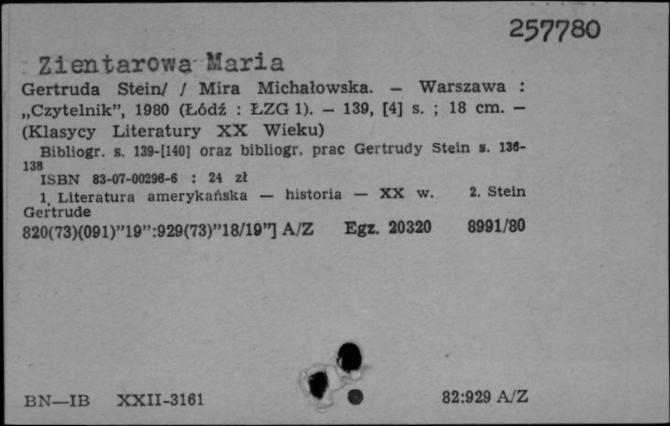 257780
Zientarowa Maria
Gertruda Stein/ / Mira Michałowska. — Warszawa :
„Czytelnik”, 1980 (Łódź : ŁZG 1). — 139, [4] s. ; 18 cm. —
(Klasycy Literatury XX Wieku)
Bibliogr. s. 139-[140] oraz bibliogr. prac Gertrudy Stein s. 136-
138
ISBN 83-07-00296-6 : 24 zł
1. Literatura amerykańska — historia — XX w. 2. Stein
Gertrude
820(73)(091)”19”:929(73)”18/19”] A/Z Egz. 20320 8991/80
BN—IB XXII-3161 82:929 A/Z